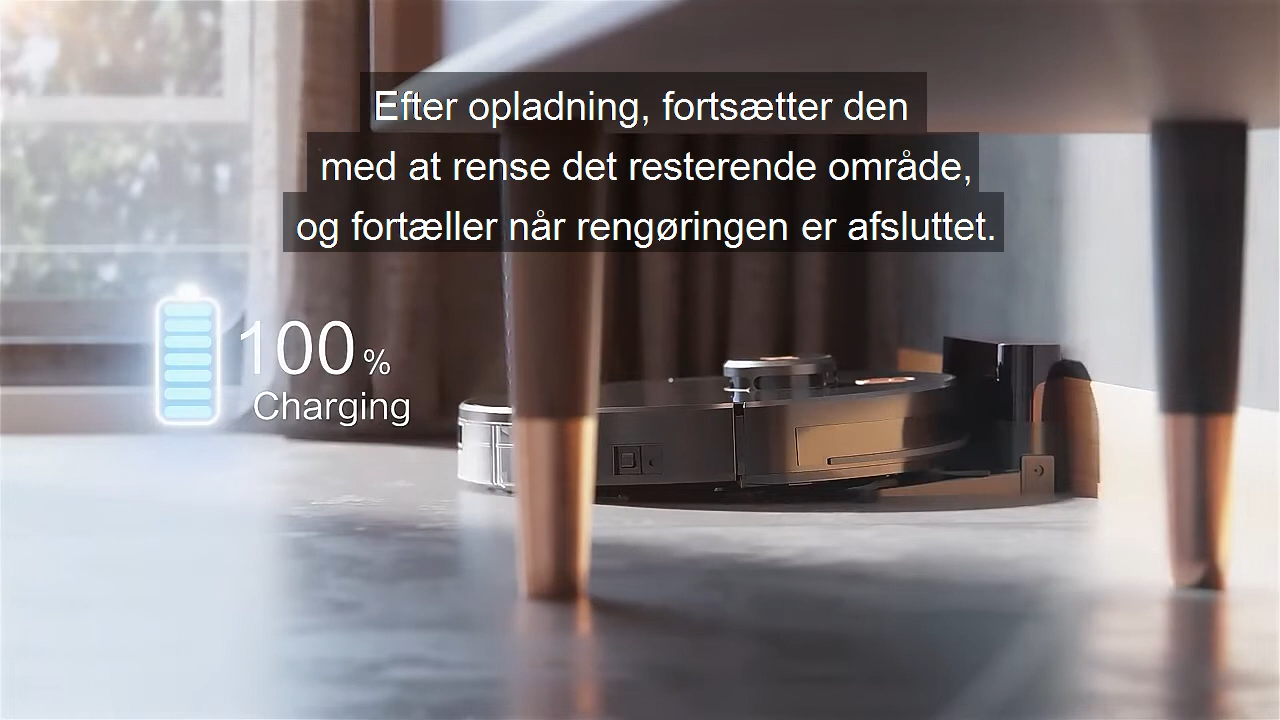 Efter opladning, fortsætter den
med at rense det resterende område,
og fortæller når rengøringen er afsluttet.
100 %
Charging